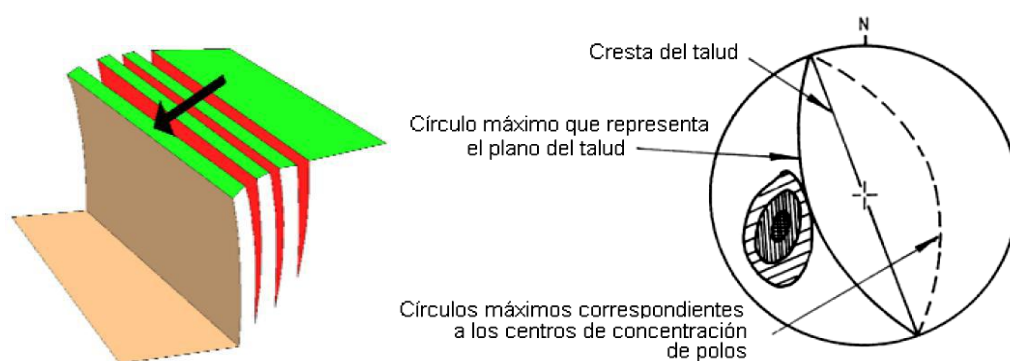 N
Cresta del talud
Círculo máximo que representa
el plano del talud
Círculos máximos correspondientes
a los centros de concentración
de polos